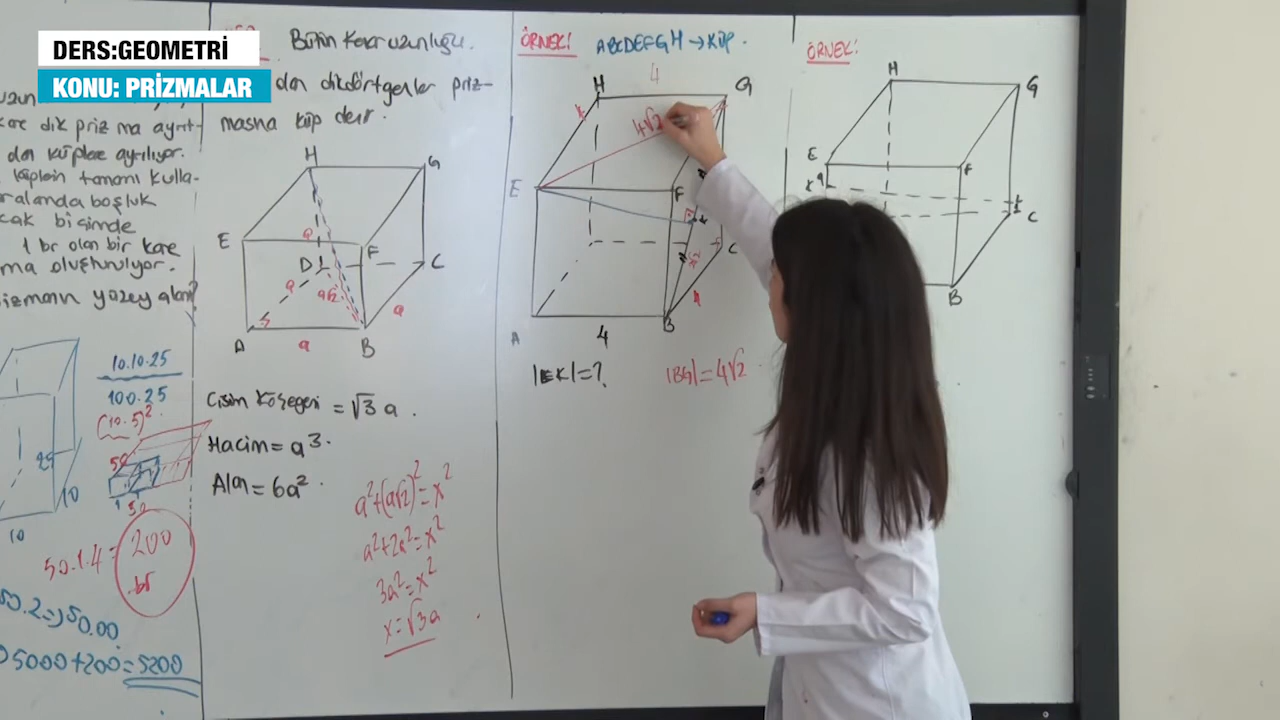 DERS:GEOMETRİ
KONU: PRİZMALAR
kare dik prizma ayrıt-
dan küplere ayrılıyor.
tamamı kulla-
ralanda boşluk
cak biçimde
1 br olan bir kare
ma oluşturuluyor.
izmanın yüzey alanı?
10.10.25
100.25
(10.5)²
50
25
10
10
50.1.4=
200
br
50.00
5000+200=5200
Bütün kenar uzunluğu
dan dikdörtgenler priz-
masına küp denir.
H
G
E
F
a
D
C
a
a√2
a
A
a
B
Cisim Köşegeni = √3 a.
Hacim = a³.
Alan = 6a².
a²+(a√2)²=x²
a²+2a²=x²
3a²=x²
x=√3a
ÖRNEK!
ABCDEFGH → KÜP.
4
H
G
4√2
E
F
C
A
4
B
|EK|=?
|BG|=4√2
ÖRNEK!
H
G
E
F
C
B